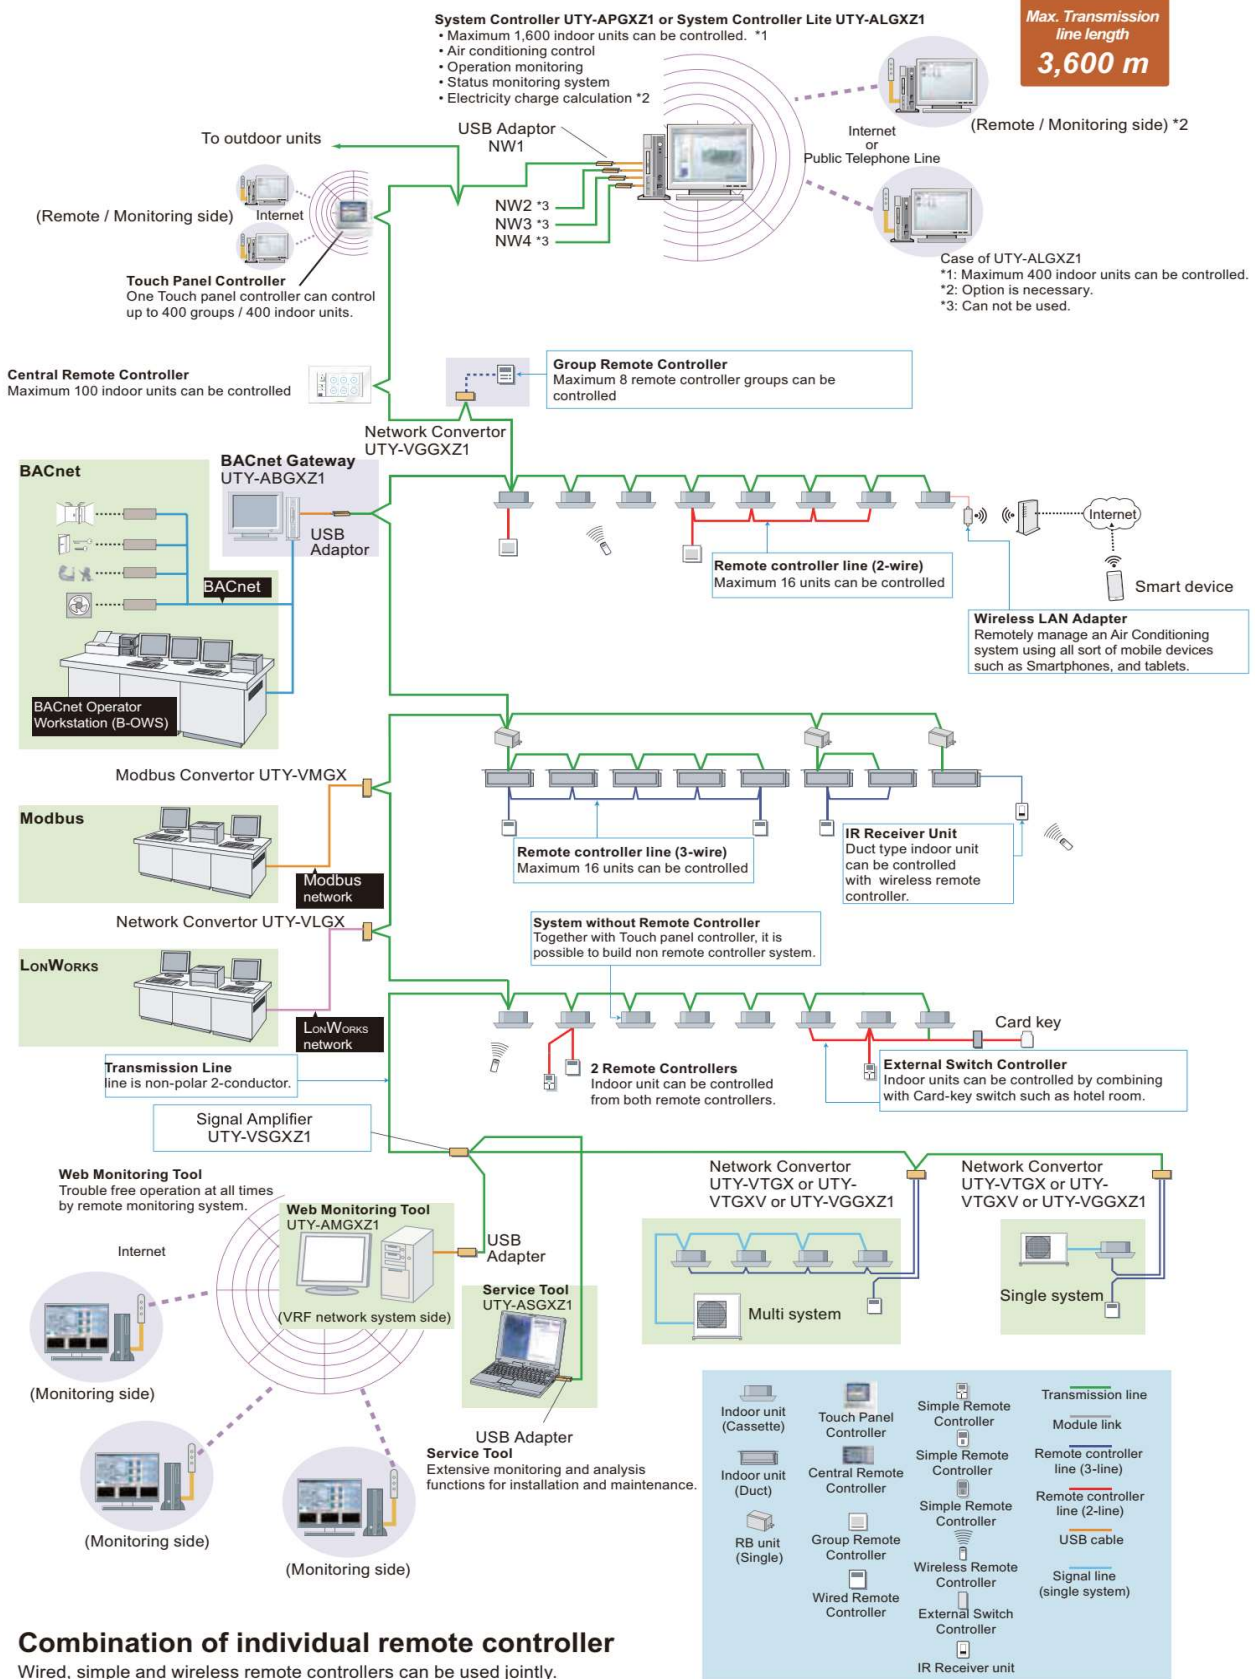 System Controller UTY-APGXZ1 or System Controller Lite UTY-ALGXZ1
• Maximum 1,600 indoor units can be controlled. *1
• Air conditioning control
• Operation monitoring
• Status monitoring system
• Electricity charge calculation *2
Max. Transmission
line length
3,600 m
USB Adaptor
NW1
To outdoor units
NW2 *3
NW3 *3
NW4 *3
Internet
or
Public Telephone Line
(Remote / Monitoring side) *2
(Remote / Monitoring side)
Internet
Touch Panel Controller
One Touch panel controller can control
up to 400 groups / 400 indoor units.
Case of UTY-ALGXZ1
*1: Maximum 400 indoor units can be controlled.
*2: Option is necessary.
*3: Can not be used.
Central Remote Controller
Maximum 100 indoor units can be controlled
Group Remote Controller
Maximum 8 remote controller groups can be
controlled
Network Convertor
UTY-VGGXZ1
BACnet
BACnet Gateway
UTY-ABGXZ1
USB
Adaptor
BACnet
BACnet Operator
Workstation (B-OWS)
Remote controller line (2-wire)
Maximum 16 units can be controlled
Internet
Smart device
Wireless LAN Adapter
Remotely manage an Air Conditioning
system using all sort of mobile devices
such as Smartphones, and tablets.
Modbus Convertor UTY-VMGX
Modbus
Modbus
network
Remote controller line (3-wire)
Maximum 16 units can be controlled
IR Receiver Unit
Duct type indoor unit
can be controlled
with wireless remote
controller.
Network Convertor UTY-VLGX
LONWORKS
LONWORKS
network
System without Remote Controller
Together with Touch panel controller, it is
possible to build non remote controller system.
Card key
Transmission Line
line is non-polar 2-conductor.
2 Remote Controllers
Indoor unit can be controlled
from both remote controllers.
External Switch Controller
Indoor units can be controlled by combining
with Card-key switch such as hotel room.
Signal Amplifier
UTY-VSGXZ1
Web Monitoring Tool
Trouble free operation at all times
by remote monitoring system.
Internet
Web Monitoring Tool
UTY-AMGXZ1
(VRF network system side)
USB
Adapter
Service Tool
UTY-ASGXZ1
USB Adapter
Service Tool
Extensive monitoring and analysis
functions for installation and maintenance.
(Monitoring side)
(Monitoring side)
(Monitoring side)
Network Convertor
UTY-VTGX or UTY-
VTGXV or UTY-VGGXZ1
Multi system
Network Convertor
UTY-VTGX or UTY-
VTGXV or UTY-VGGXZ1
Single system
Indoor unit
(Cassette)
Indoor unit
(Duct)
RB unit
(Single)
Touch Panel
Controller
Central Remote
Controller
Group Remote
Controller
Wired Remote
Controller
Simple Remote
Controller
Simple Remote
Controller
Simple Remote
Controller
Wireless Remote
Controller
External Switch
Controller
IR Receiver unit
Transmission line
Module link
Remote controller
line (3-line)
Remote controller
line (2-line)
USB cable
Signal line
(single system)
Combination of individual remote controller
Wired, simple and wireless remote controllers can be used jointly.